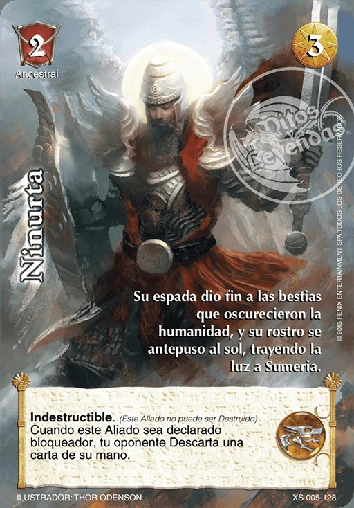 2
3
Ancestral
mitos
y leyendas
Ninurta
Su espada dio fin a las bestias
que oscurecieron la
humanidad, y su rostro se
antepuso al sol, trayendo la
luz a Sumeria.
Indestructible. (Este Aliado no puede ser Destruido).
Cuando este Aliado sea declarado
bloqueador, tu oponente Descarta una
carta de su mano.
ILUSTRADOR: THOR ODENSON
XS 005-128